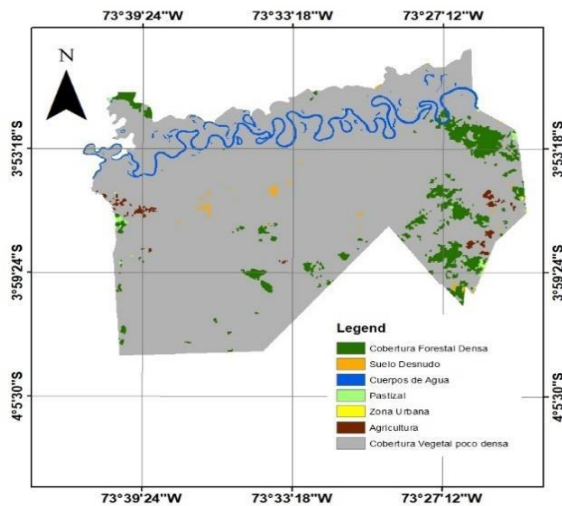 73°39'24"W 73°33'18"W 73°27'12"W
N
3°53'18"S 3°53'18"S
3°59'24"S 3°59'24"S
Legend
Cobertura Forestal Densa
Suelo Desnudo
Cuerpos de Agua
Pastizal
Zona Urbana
Agricultura
Cobertura Vegetal poco densa
4°5'30"S 4°5'30"S
73°39'24"W 73°33'18"W 73°27'12"W